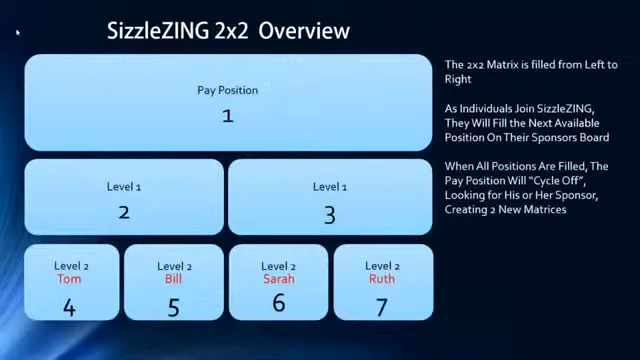 SizzleZING 2x2 Overview
Pay Position
1
Level 1
2
Level 1
3
Level 2
Tom
4
Level 2
Bill
5
Level 2
Sarah
6
Level 2
Ruth
7
The 2x2 Matrix is filled from Left to
Right
As Individuals Join SizzleZING,
They Will Fill the Next Available
Position On Their Sponsors Board
When All Positions are Filled, The
Pay Position Will "Cycle Off",
Looking for His or Her Sponsor,
Creating 2 New Matrices